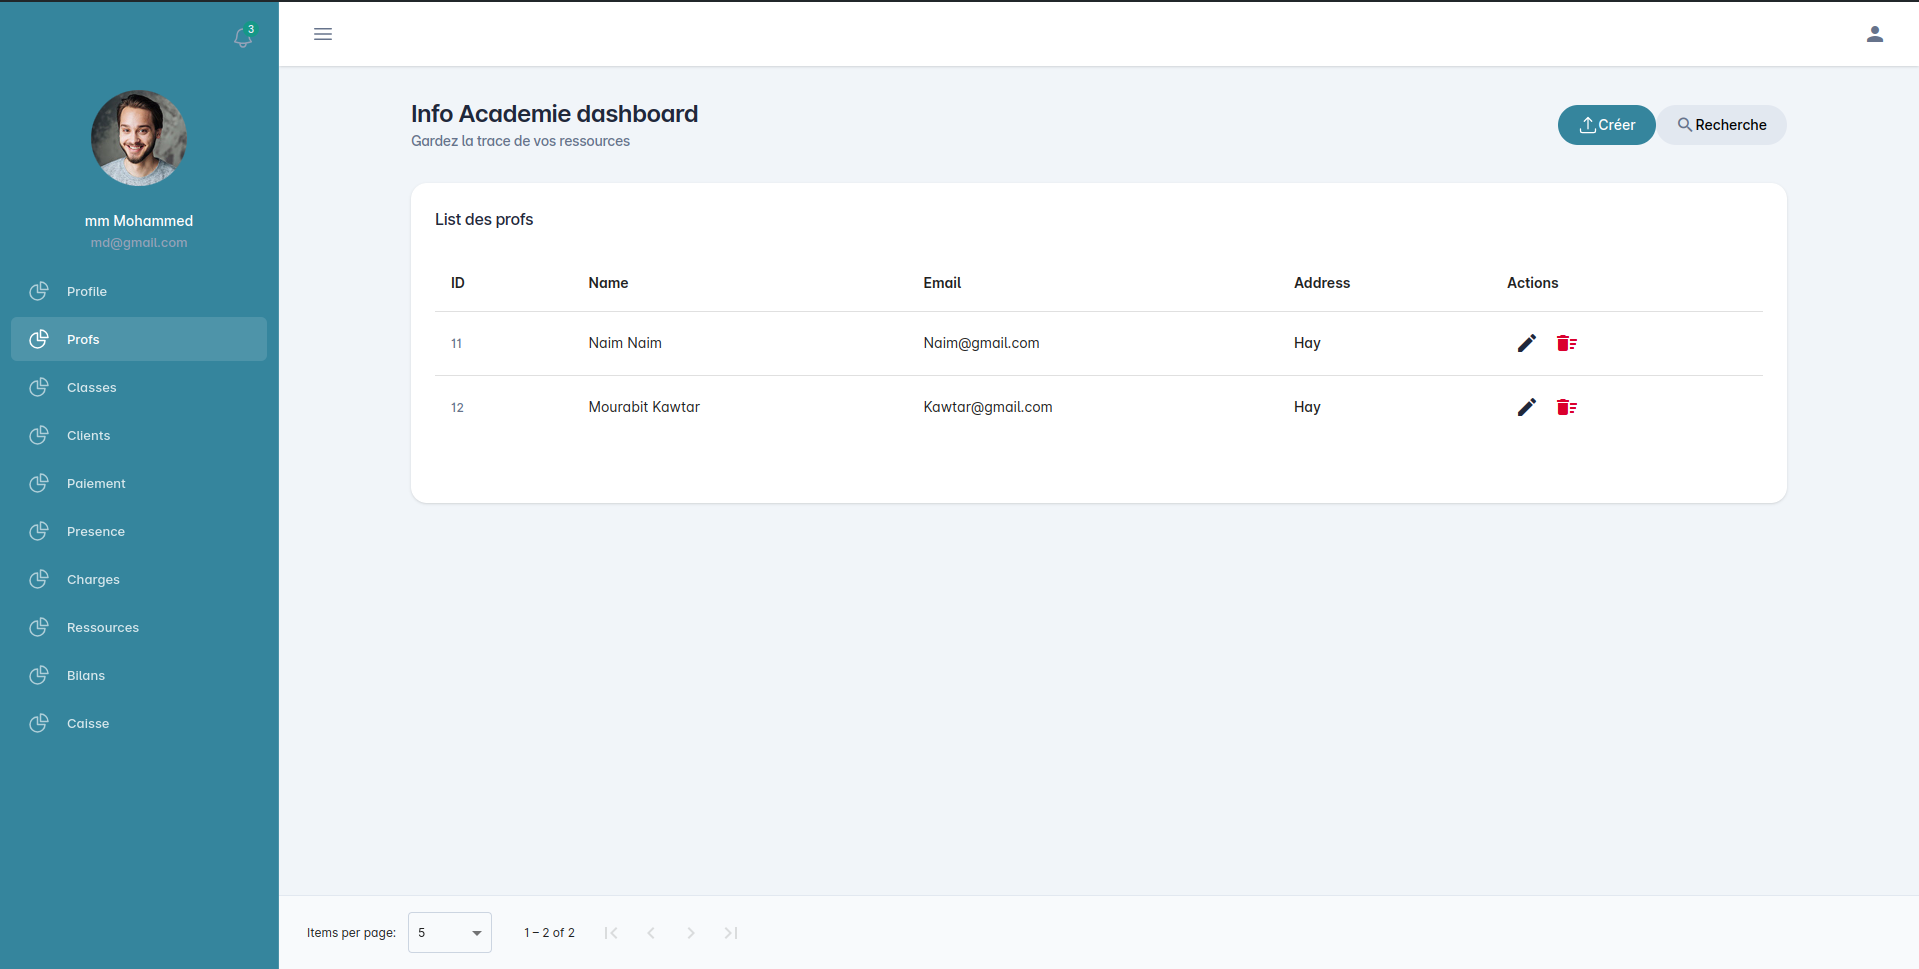 3
mm Mohammed
md@gmail.com
Profile
Profs
Classes
Clients
Paiement
Presence
Charges
Ressources
Bilans
Caisse
Info Academie dashboard
Gardez la trace de vos ressources
Créer Recherche
List des profs
ID Name Email Address Actions
11 Naim Naim Naim@gmail.com Hay
12 Mourabit Kawtar Kawtar@gmail.com Hay
Items per page: 5 1 – 2 of 2